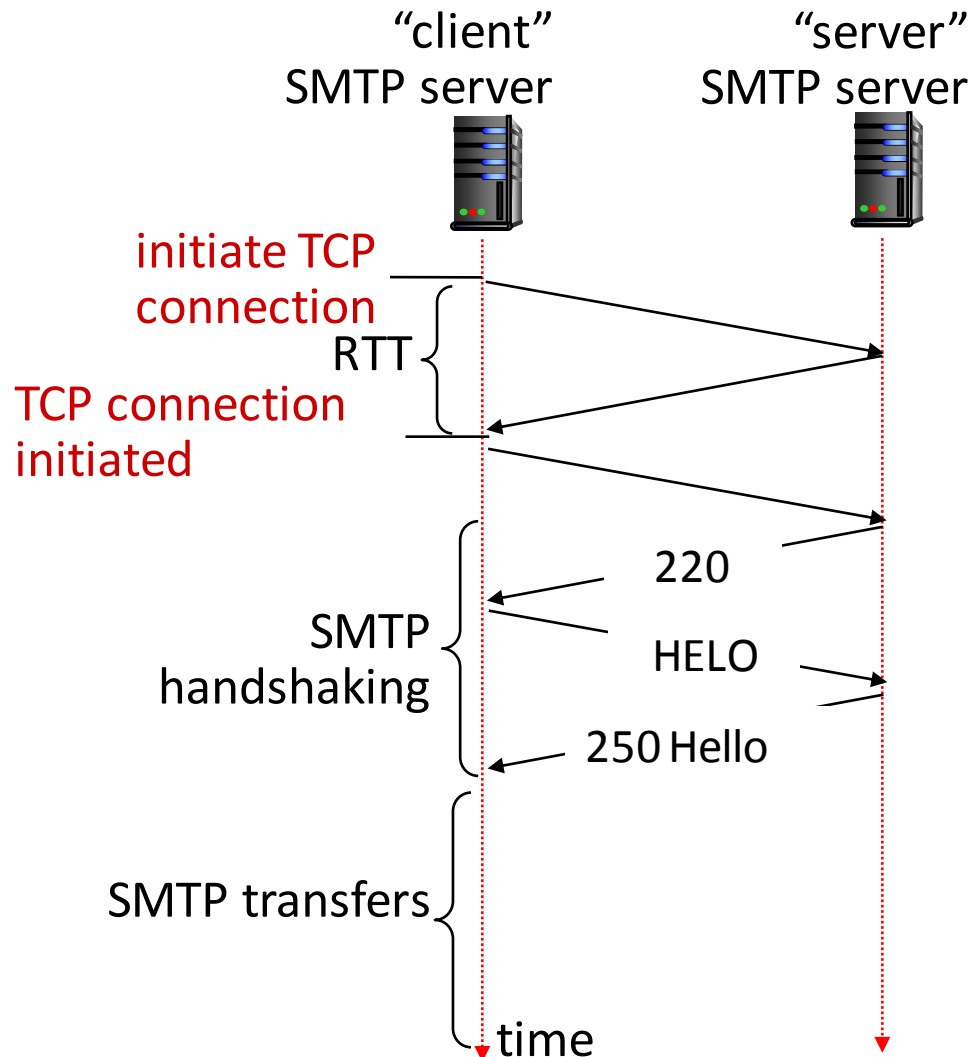 “client”
SMTP server
“server”
SMTP server
initiate TCP
connection
RTT
TCP connection
initiated
220
SMTP
handshaking
HELO
250 Hello
SMTP transfers
time